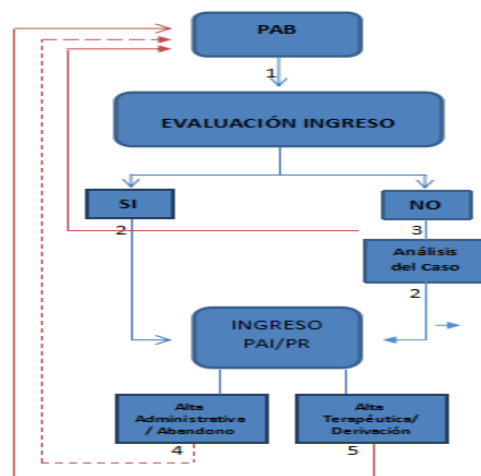 PAB
1
EVALUACIÓN INGRESO
SI
NO
2
3
Análisis
del Caso
2
INGRESO
PAI/PR
Alta
Administrativa
/ Abandono
Alta
Terapéutica/
Derivación
4
5